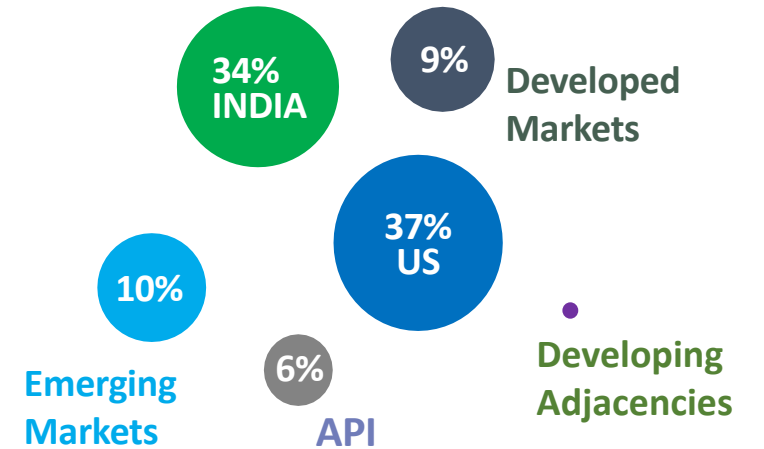 34%
INDIA
9%
Developed
Markets
37%
US
10%
Emerging
Markets
6%
API
Developing
Adjacencies